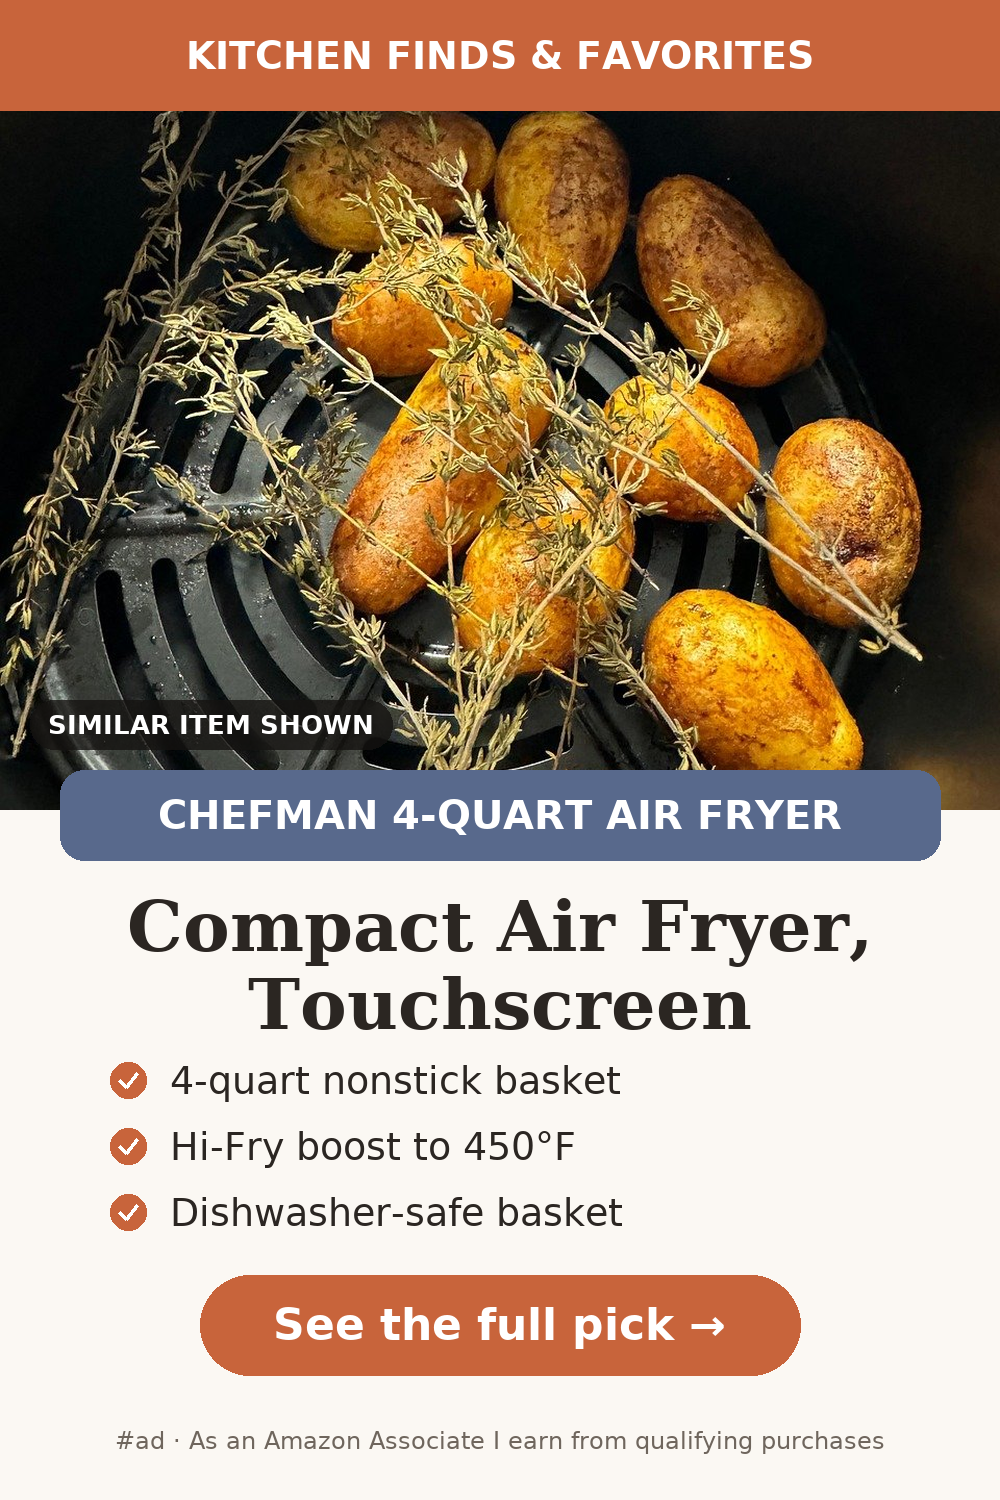 KITCHEN FINDS & FAVORITES
SIMILAR ITEM SHOWN
CHEFMAN 4-QUART AIR FRYER
Compact Air Fryer,
Touchscreen
4-quart nonstick basket
Hi-Fry boost to 450°F
Dishwasher-safe basket
See the full pick →
#ad · As an Amazon Associate I earn from qualifying purchases